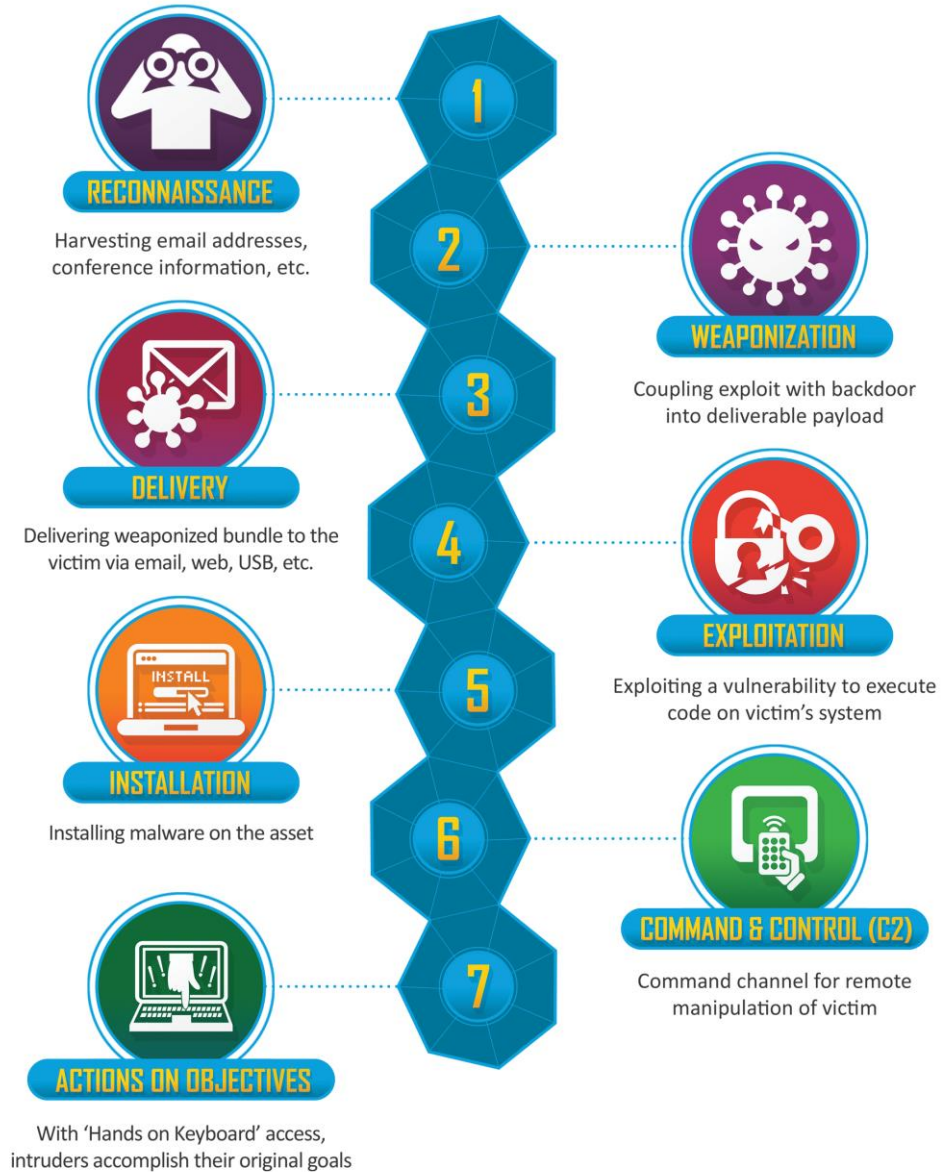 1
RECONNAISSANCE
Harvesting email addresses,
conference information, etc.
2
WEAPONIZATION
Coupling exploit with backdoor
into deliverable payload
3
DELIVERY
Delivering weaponized bundle to the
victim via email, web, USB, etc.
4
EXPLOITATION
Exploiting a vulnerability to execute
code on victim's system
5
INSTALL
INSTALLATION
Installing malware on the asset
6
COMMAND & CONTROL (C2)
Command channel for remote
manipulation of victim
7
! ! ! !
ACTIONS ON OBJECTIVES
With ‘Hands on Keyboard’ access,
intruders accomplish their original goals